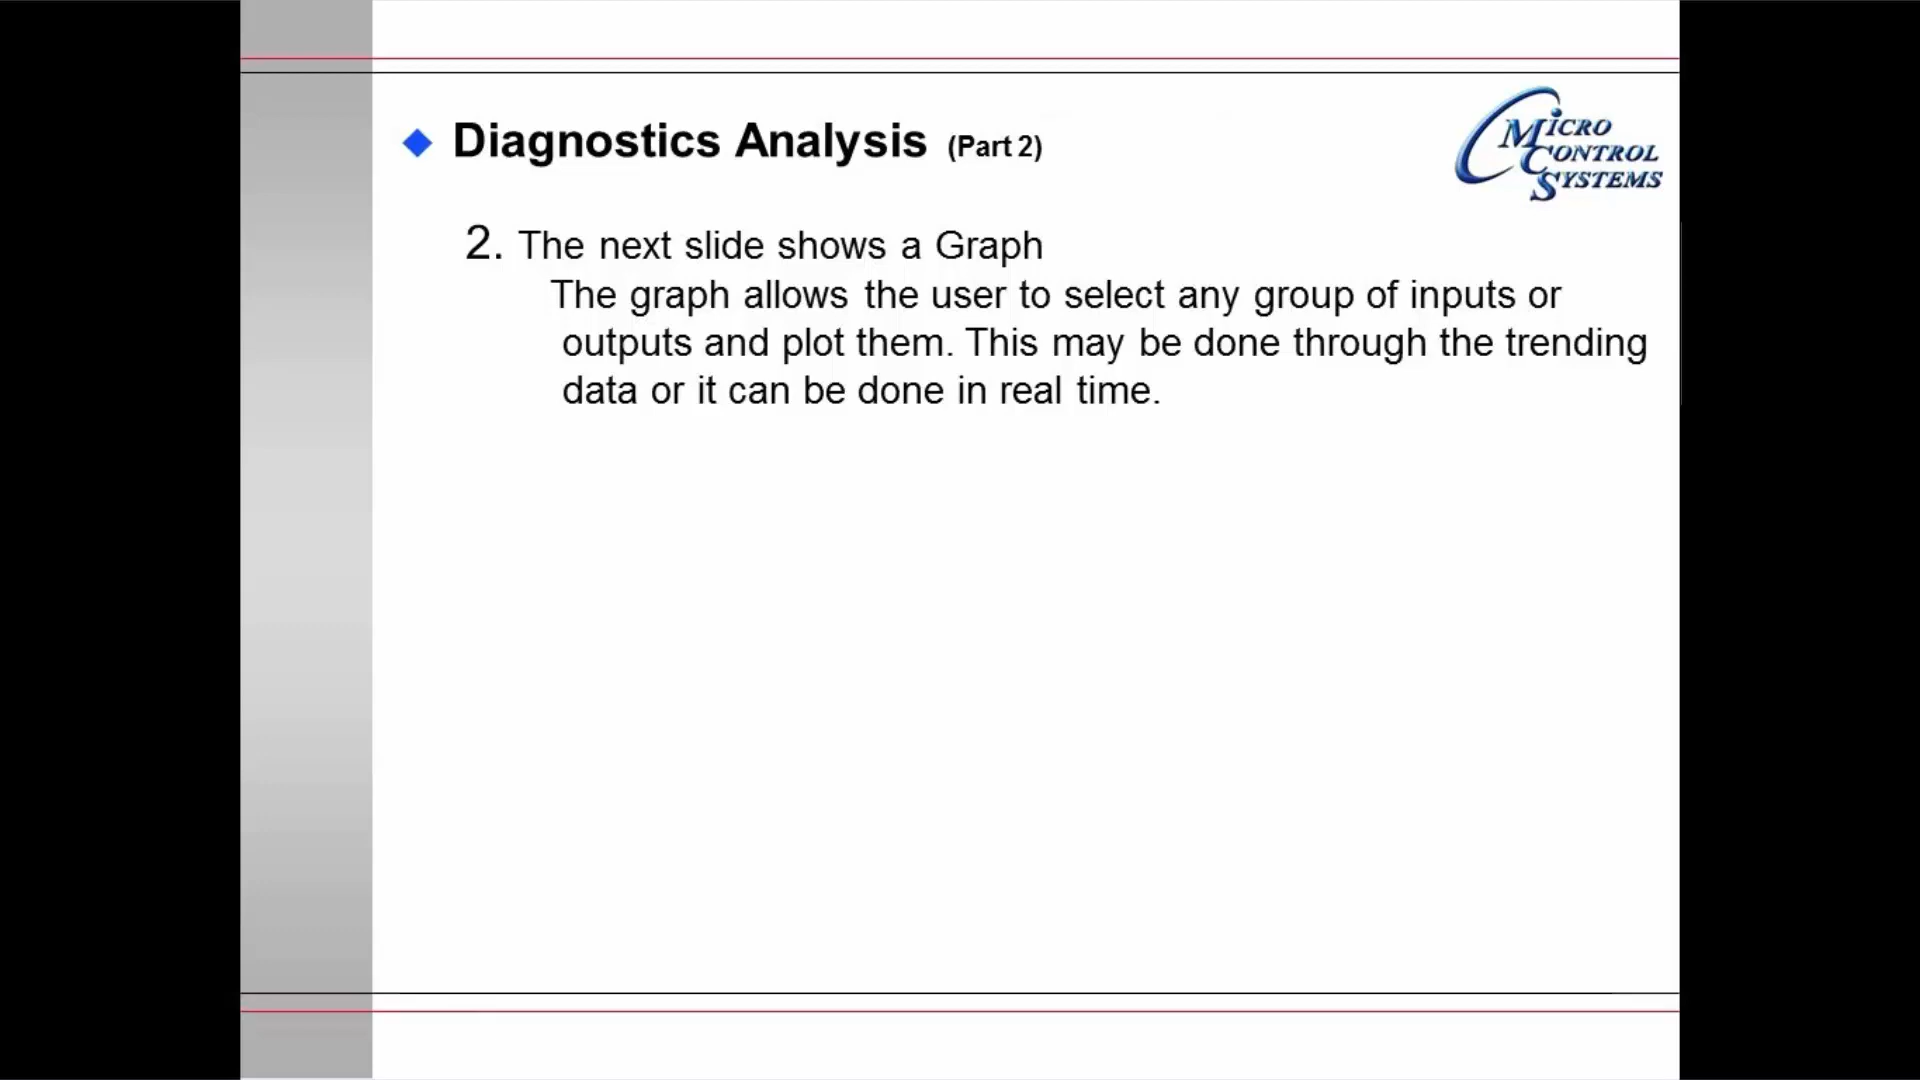 ◆ Diagnostics Analysis (Part 2)
MICRO
CONTROL
SYSTEMS
2. The next slide shows a Graph
The graph allows the user to select any group of inputs or
outputs and plot them. This may be done through the trending
data or it can be done in real time.